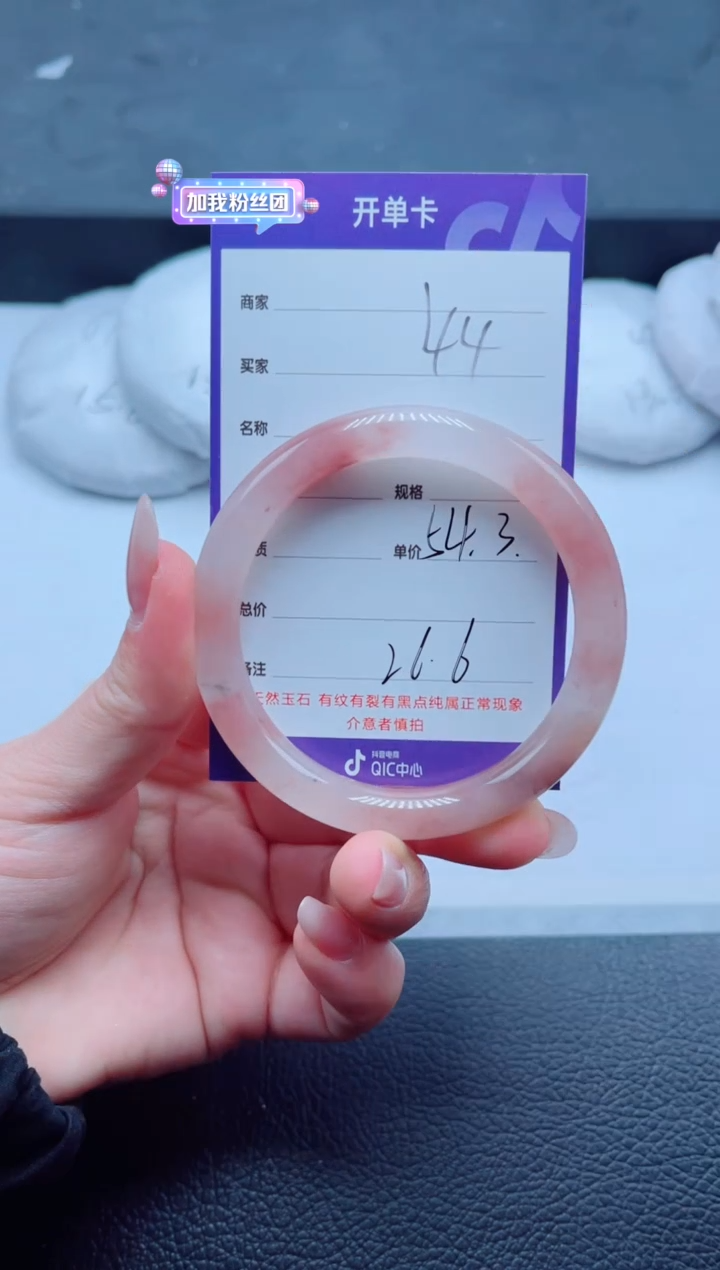 加我粉丝团
开单卡
商家
44
买家
名称
规格
质
单价 54.3.
总价
备注 26.6
天然玉石 有纹有裂有黑点纯属正常现象
介意者慎拍
抖音电商
QIC中心